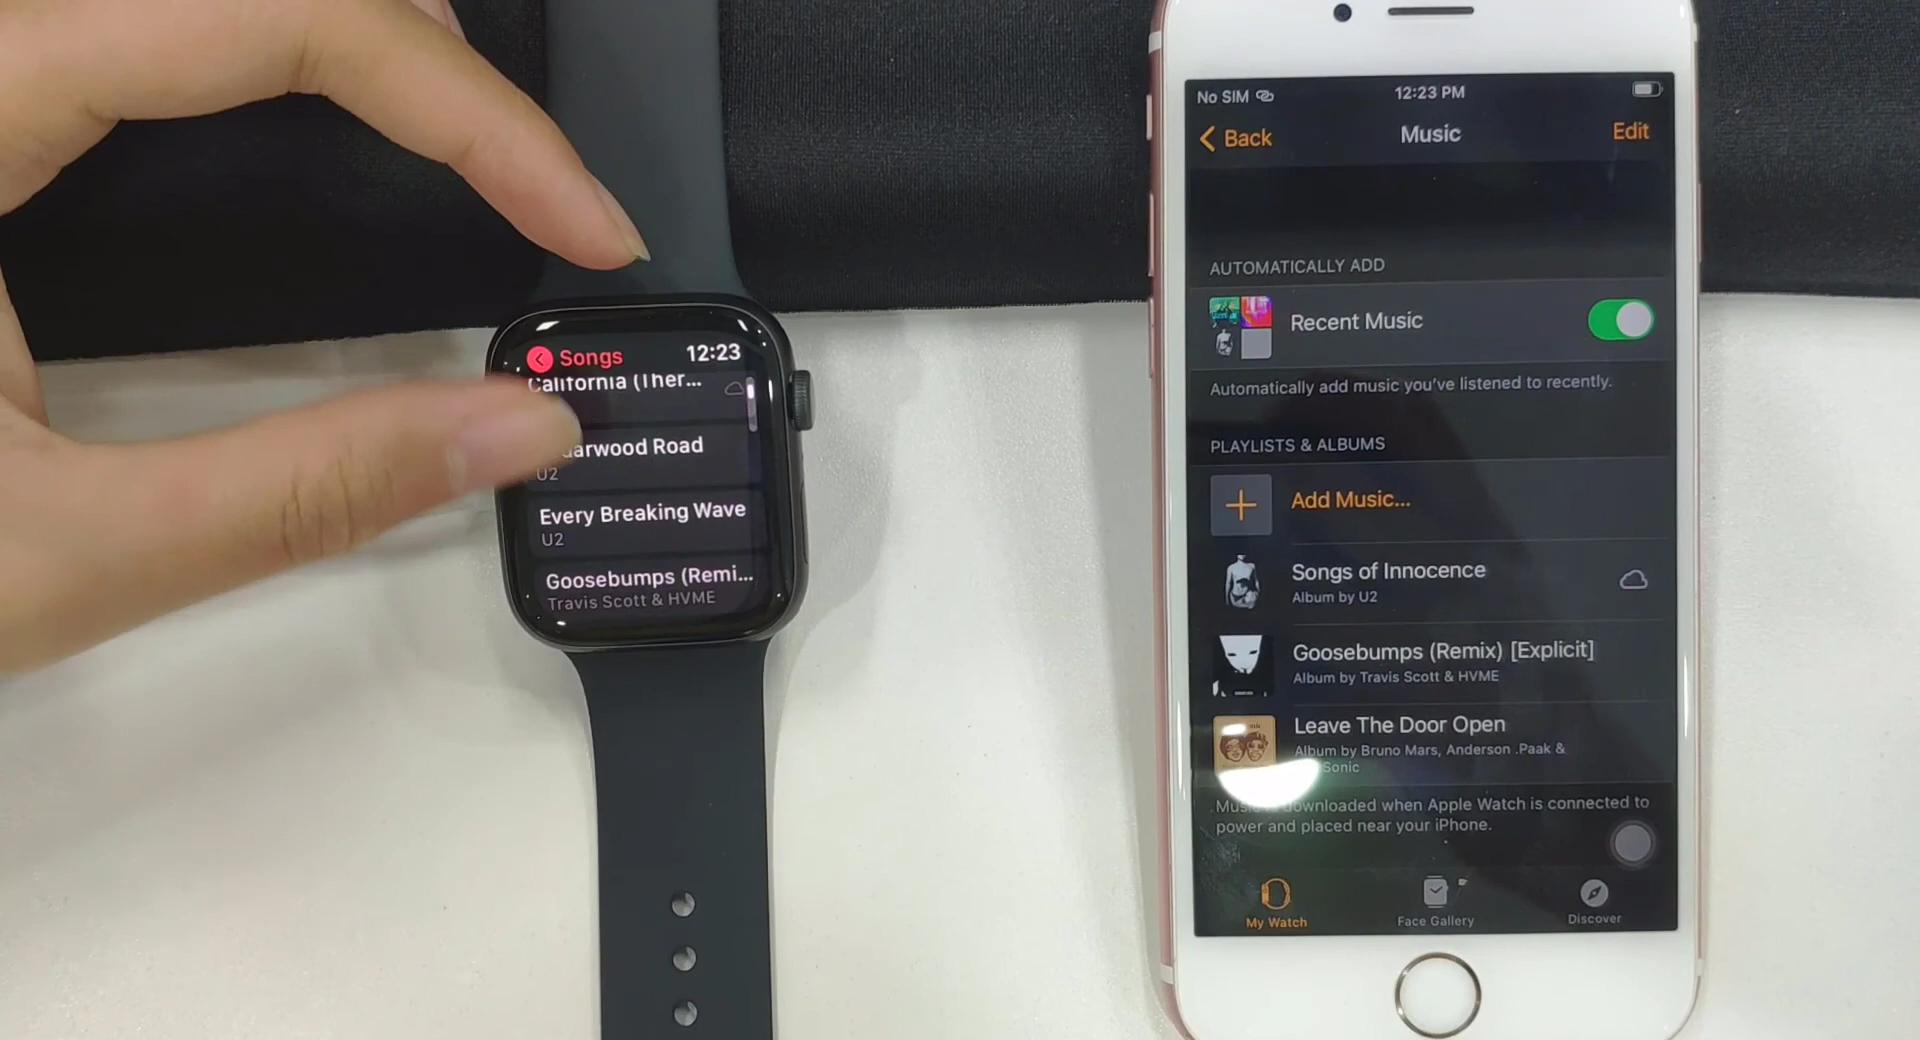 Songs
12:23
California (Ther...
arwood Road
U2
Every Breaking Wave
U2
Goosebumps (Remi...
Travis Scott & HVME
No SIM
12:23 PM
Back
Music
Edit
AUTOMATICALLY ADD
Recent Music
Automatically add music you've listened to recently.
PLAYLISTS & ALBUMS
Add Music...
Songs of Innocence
Album by U2
Goosebumps (Remix) [Explicit]
Album by Travis Scott & HVME
Leave The Door Open
Album by Bruno Mars, Anderson .Paak &
Sonic
downloaded when Apple Watch is connected to
power and placed near your iPhone.
My Watch
Face Gallery
Discover